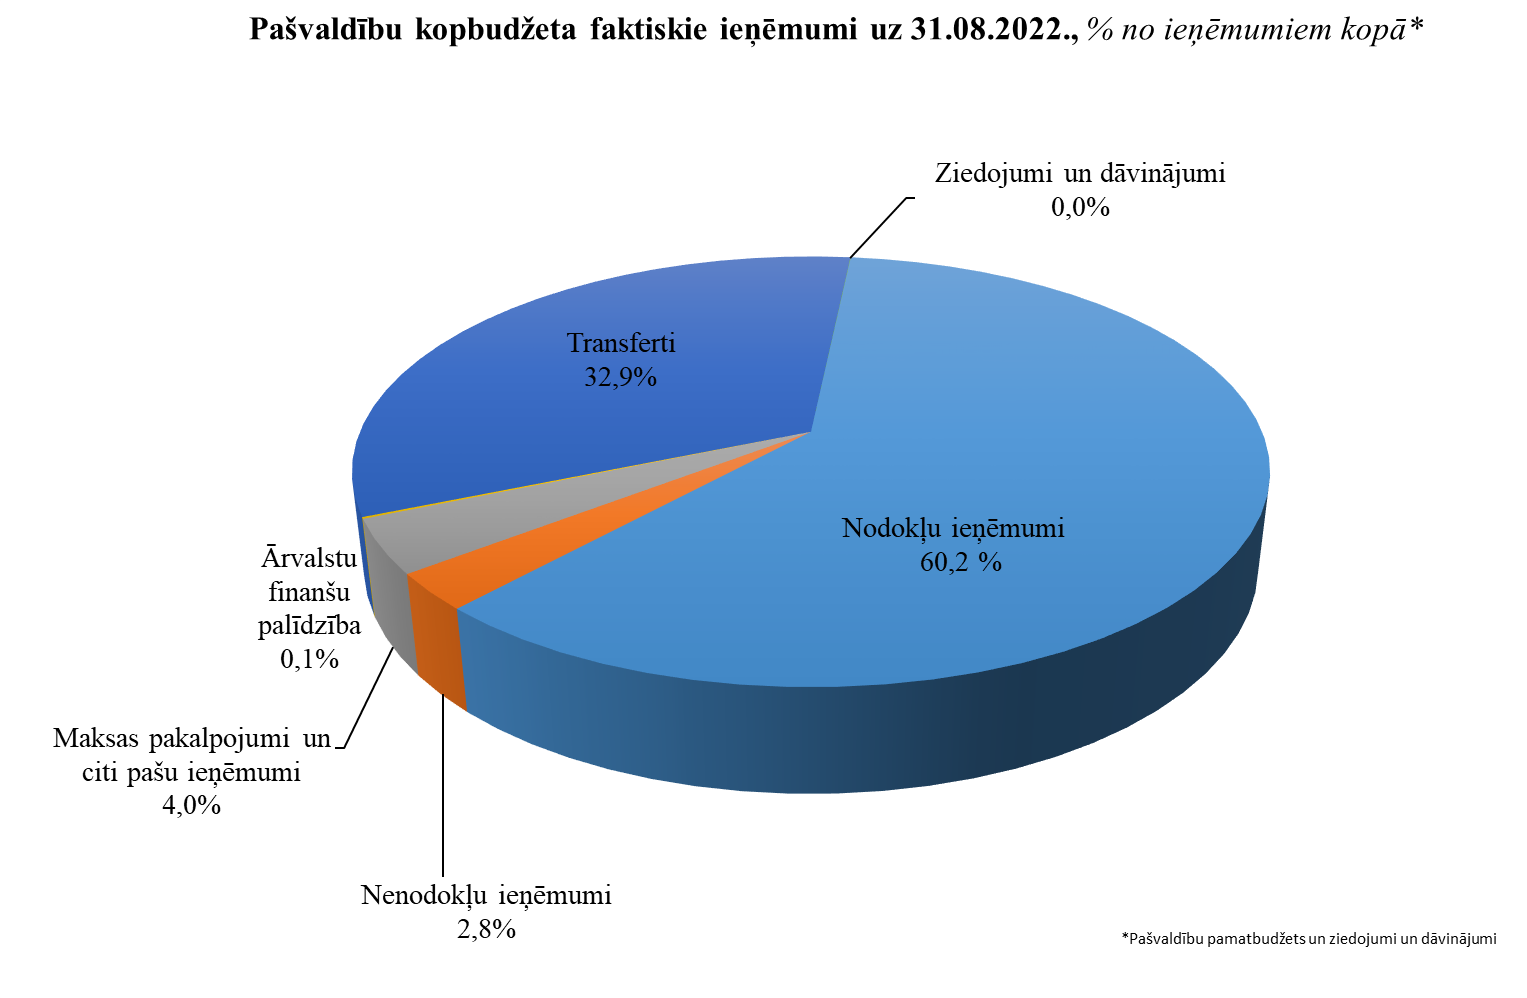 Pašvaldību kopbudžeta faktiskie ieņēmumi uz 31.08.2022., % no ieņēmumiem kopā*
Ziedojumi un dāvinājumi
0,0%
Transferti
32,9%
Nodokļu ieņēmumi
60,2 %
Ārvalstu
finanšu
palīdzība
0,1%
Maksas pakalpojumi un
citi pašu ieņēmumi
4,0%
Nenodokļu ieņēmumi
2,8%
*Pašvaldību pamatbudžets un ziedojumi un dāvinājumi